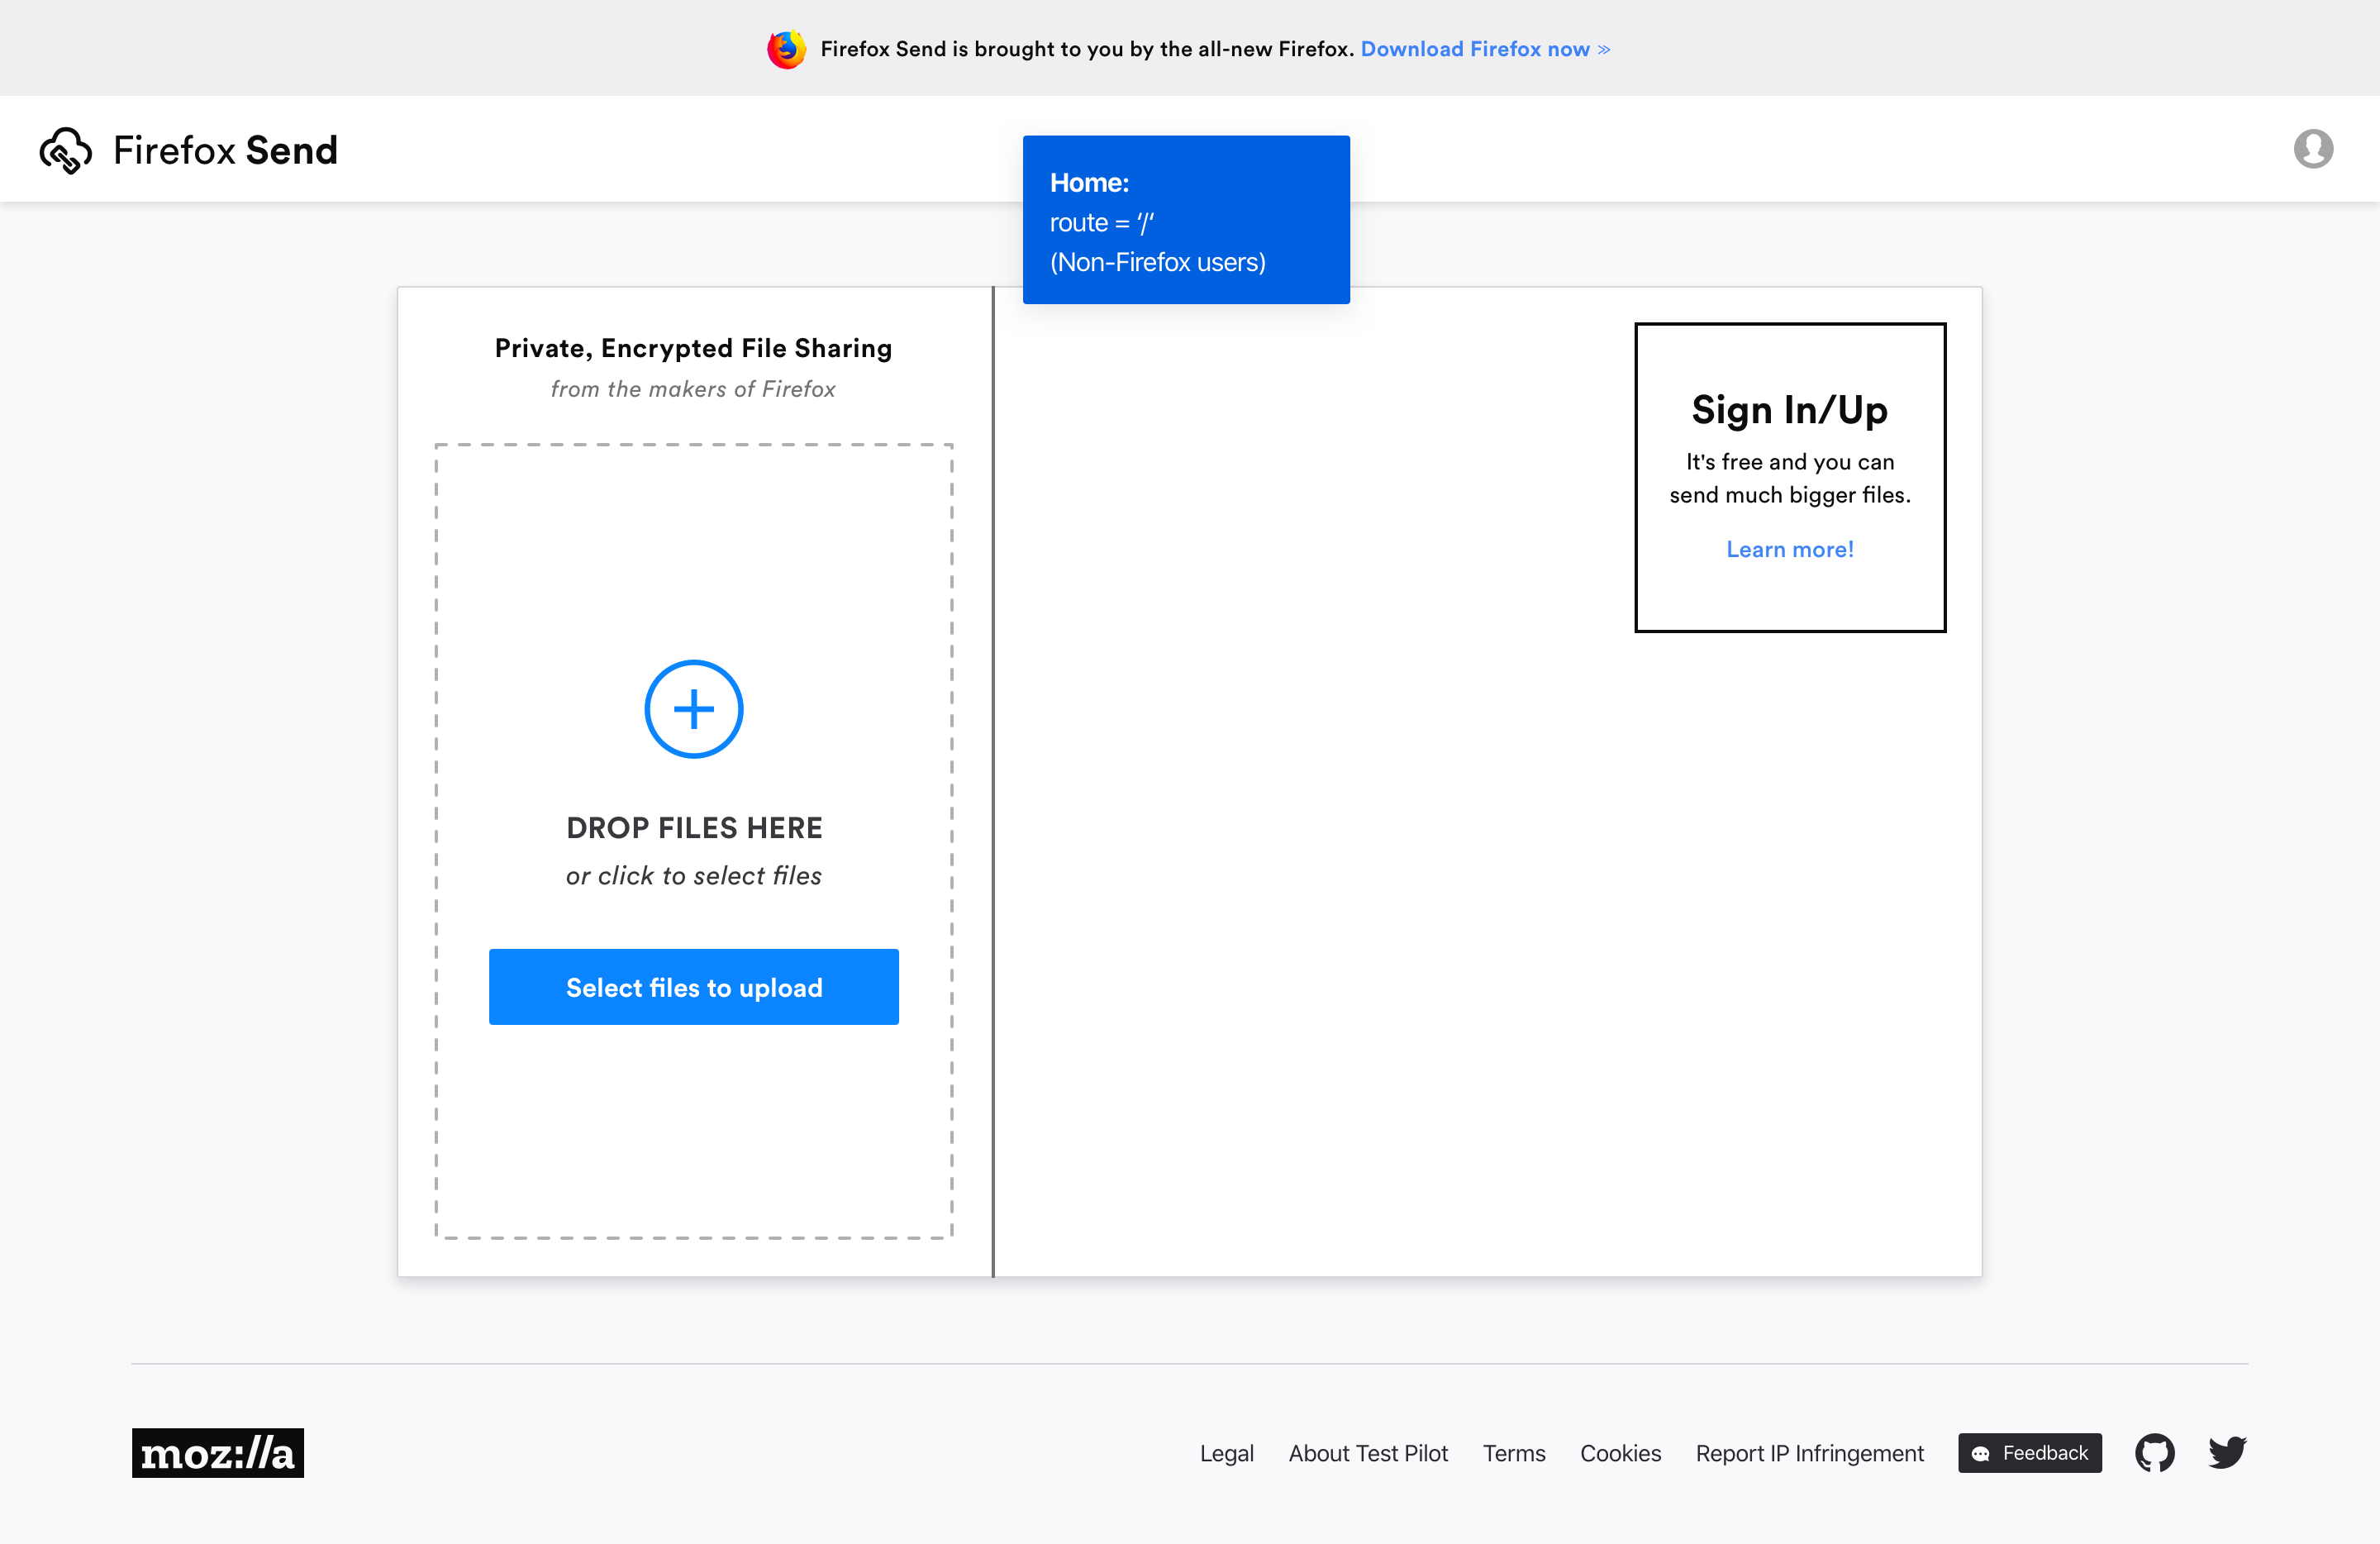 Firefox Send is brought to you by the all-new Firefox. Download Firefox now »
Firefox Send
Home:
route = ‘/‘
(Non-Firefox users)
Private, Encrypted File Sharing
from the makers of Firefox
Sign In/Up
It's free and you can
send much bigger files.
Learn more!
DROP FILES HERE
or click to select files
Select files to upload
moz://a
Legal About Test Pilot Terms Cookies Report IP Infringement Feedback